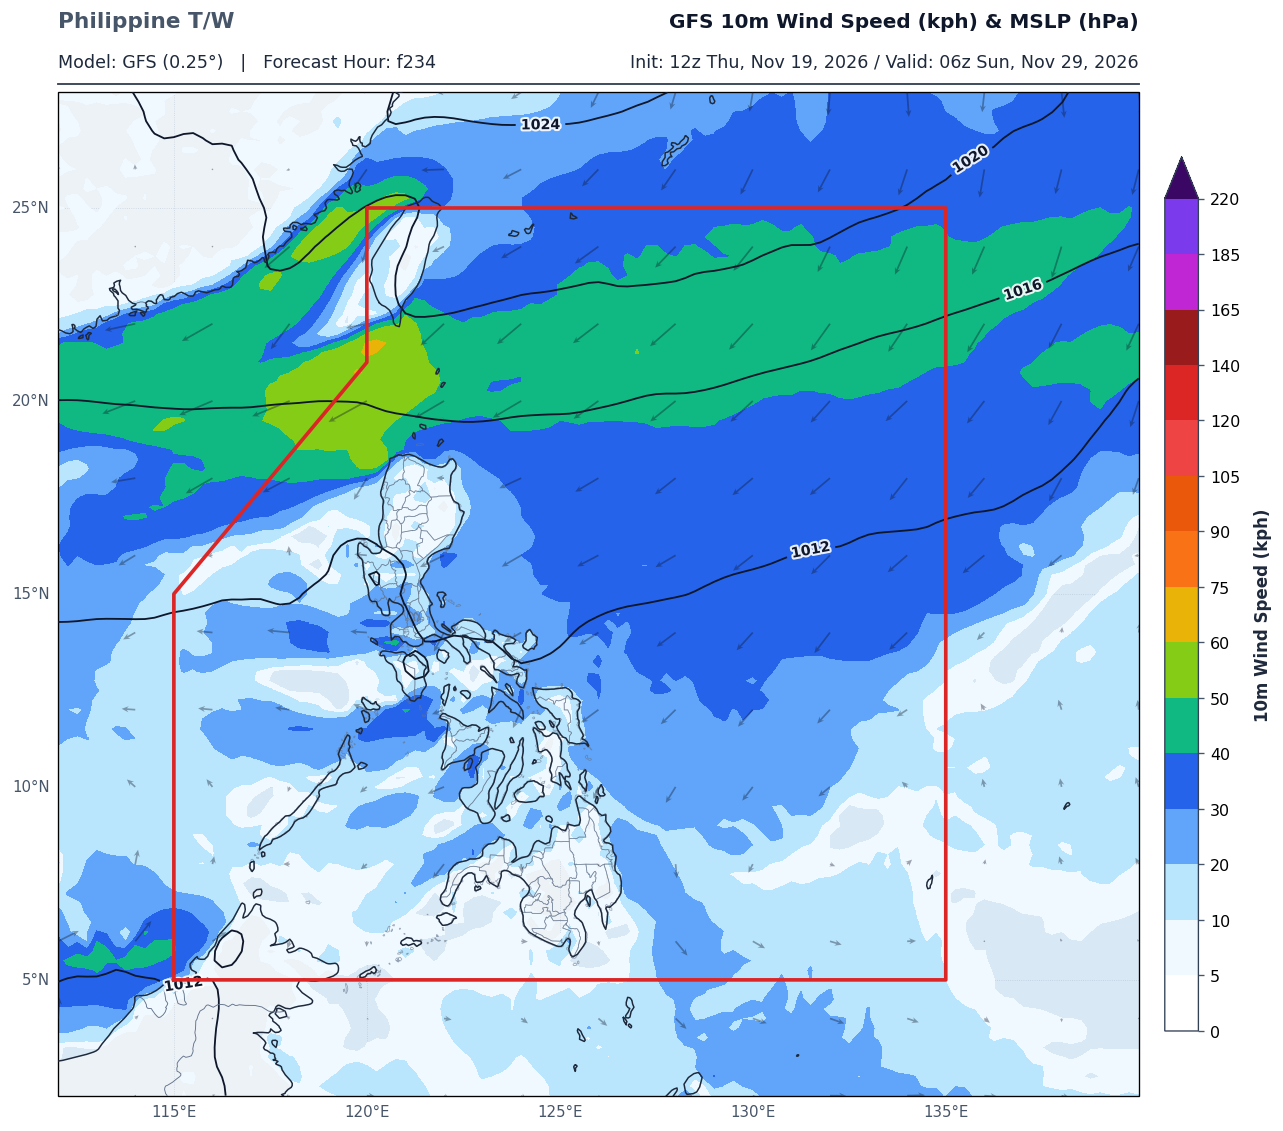 Philippine T/W
GFS 10m Wind Speed (kph) & MSLP (hPa)
Model: GFS (0.25°)   |   Forecast Hour: f234
Init: 12z Thu, Nov 19, 2026 / Valid: 06z Sun, Nov 29, 2026
1024
1020
1016
1012
1012
25°N
20°N
15°N
10°N
5°N
115°E
120°E
125°E
130°E
135°E
220
185
165
140
120
105
90
75
60
50
40
30
20
10
5
0
10m Wind Speed (kph)